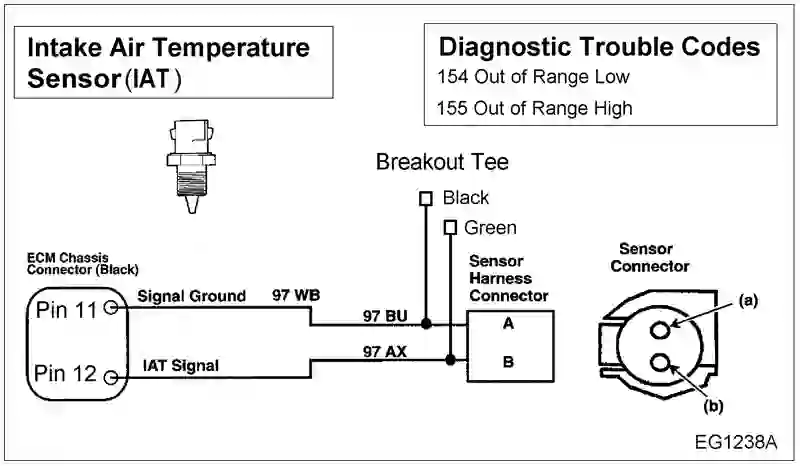 Intake Air Temperature
Sensor (IAT)
Diagnostic Trouble Codes
154 Out of Range Low
155 Out of Range High
Breakout Tee
Black
Green
ECM Chassis
Connector (Black)
Pin 11
Signal Ground
97 WB
97 BU
Pin 12
IAT Signal
97 AX
Sensor
Harness
Connector
A
B
Sensor
Connector
(a)
(b)
EG1238A